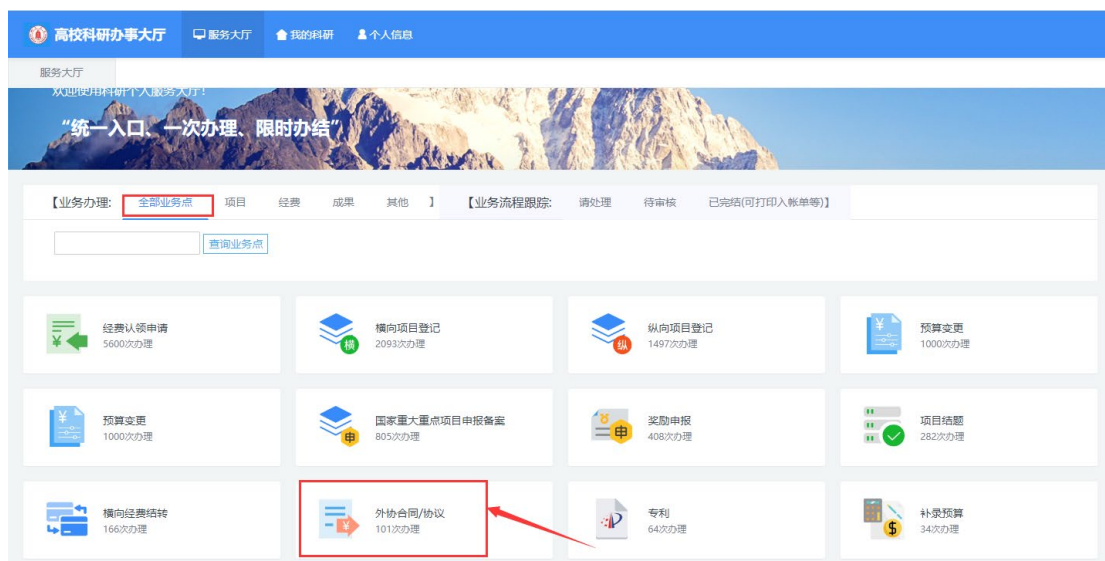 高校科研办事大厅 服务大厅 我的科研 个人信息
服务大厅
欢迎使用科研个人服务大厅!
“统一入口、一次办理、限时办结”
【业务办理: 全部业务点 项目 经费 成果 其他 】 【业务流程跟踪: 请处理 待审核 已完结(可打印入帐单等)】
查询业务点
经费认领申请
5600次办理
横
横向项目登记
2093次办理
纵
纵向项目登记
1497次办理
预算变更
1000次办理
预算变更
1000次办理
申
国家重大重点项目申报备案
805次办理
申
奖励申报
408次办理
项目结题
282次办理
横向经费结转
166次办理
外协合同/协议
101次办理
专利
64次办理
补录预算
34次办理